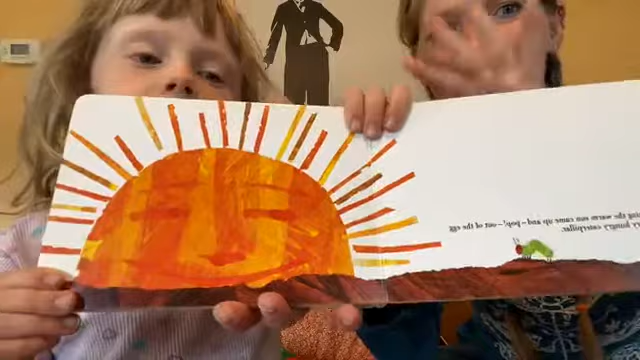 the warm sun came up and – pop! – out of the egg
hungry caterpillar.